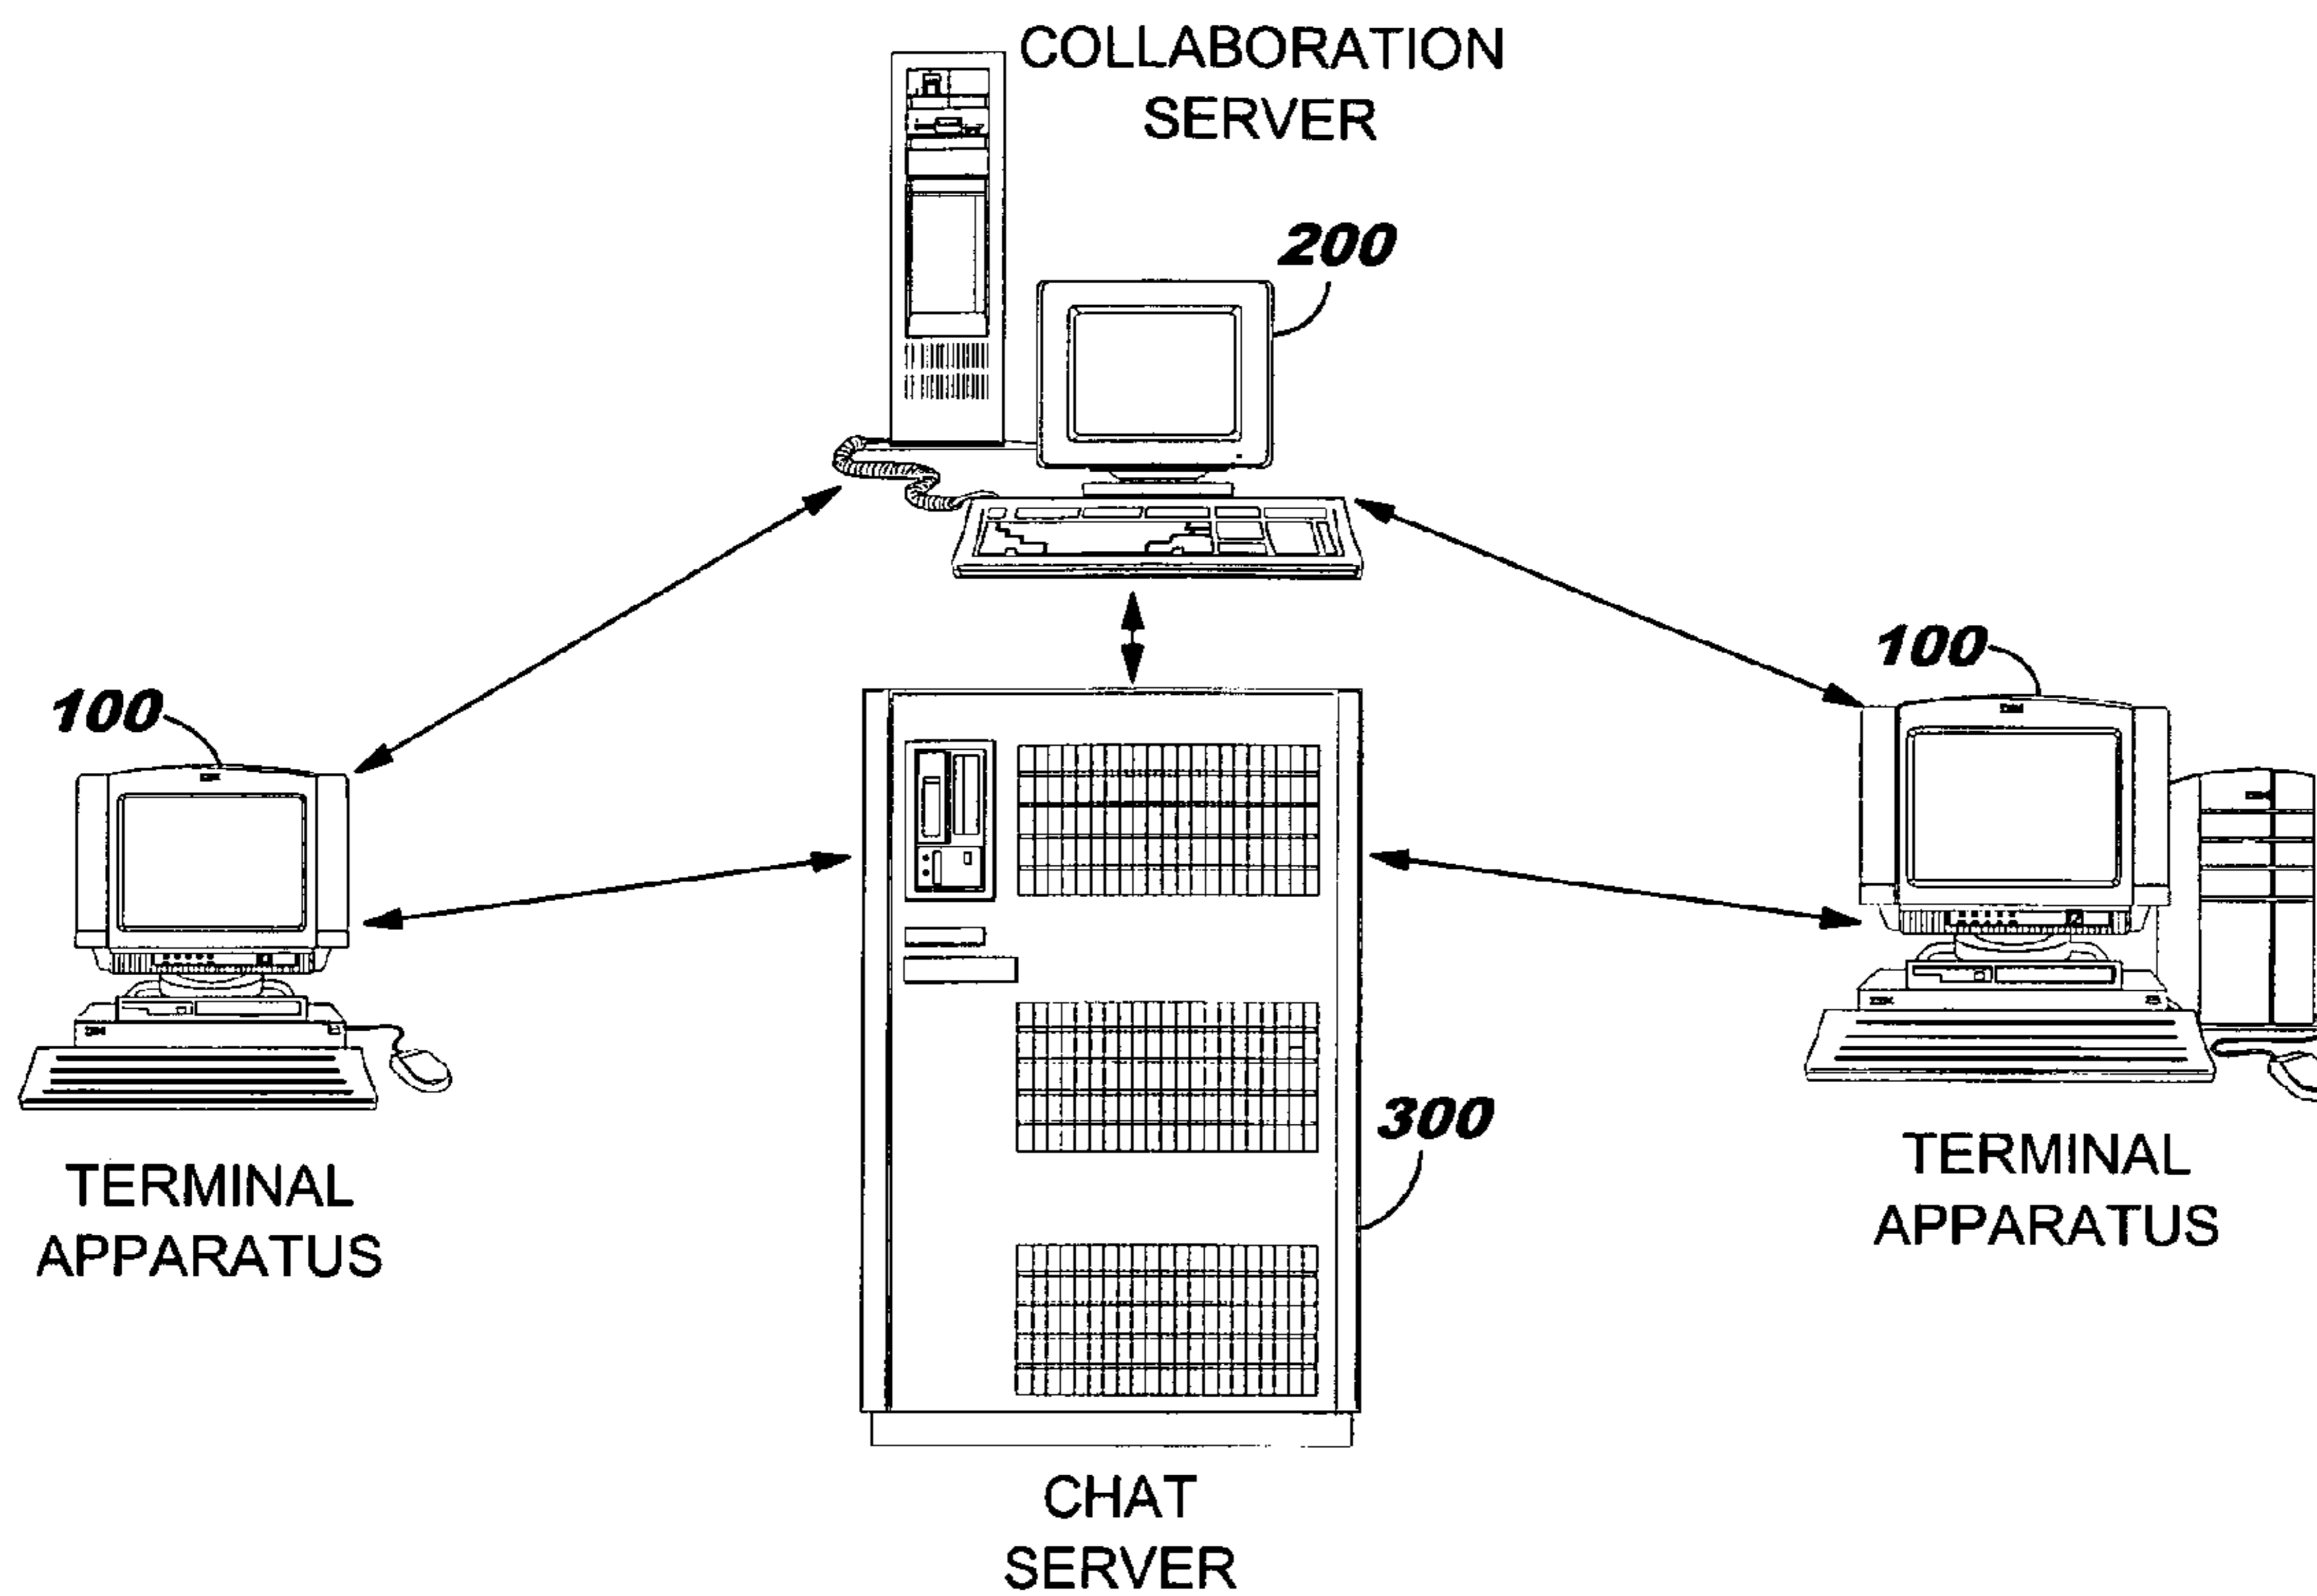 COLLABORATION
SERVER
200
100
100
300
TERMINAL
APPARATUS
TERMINAL
APPARATUS
CHAT
SERVER